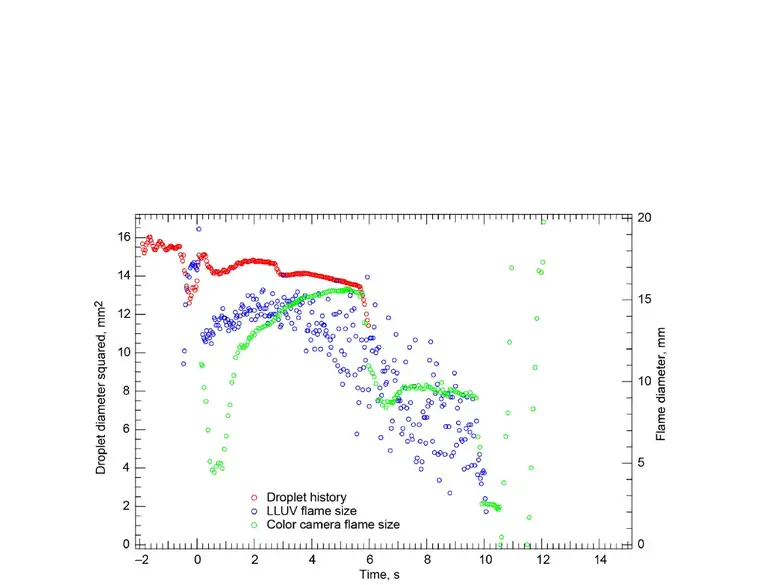 16
14
12
10
8
6
4
2
0
Droplet diameter squared, mm2
20
15
10
5
0
Flame diameter, mm
Droplet history
LLUV flame size
Color camera flame size
−2 0 2 4 6 8 10 12 14
Time, s